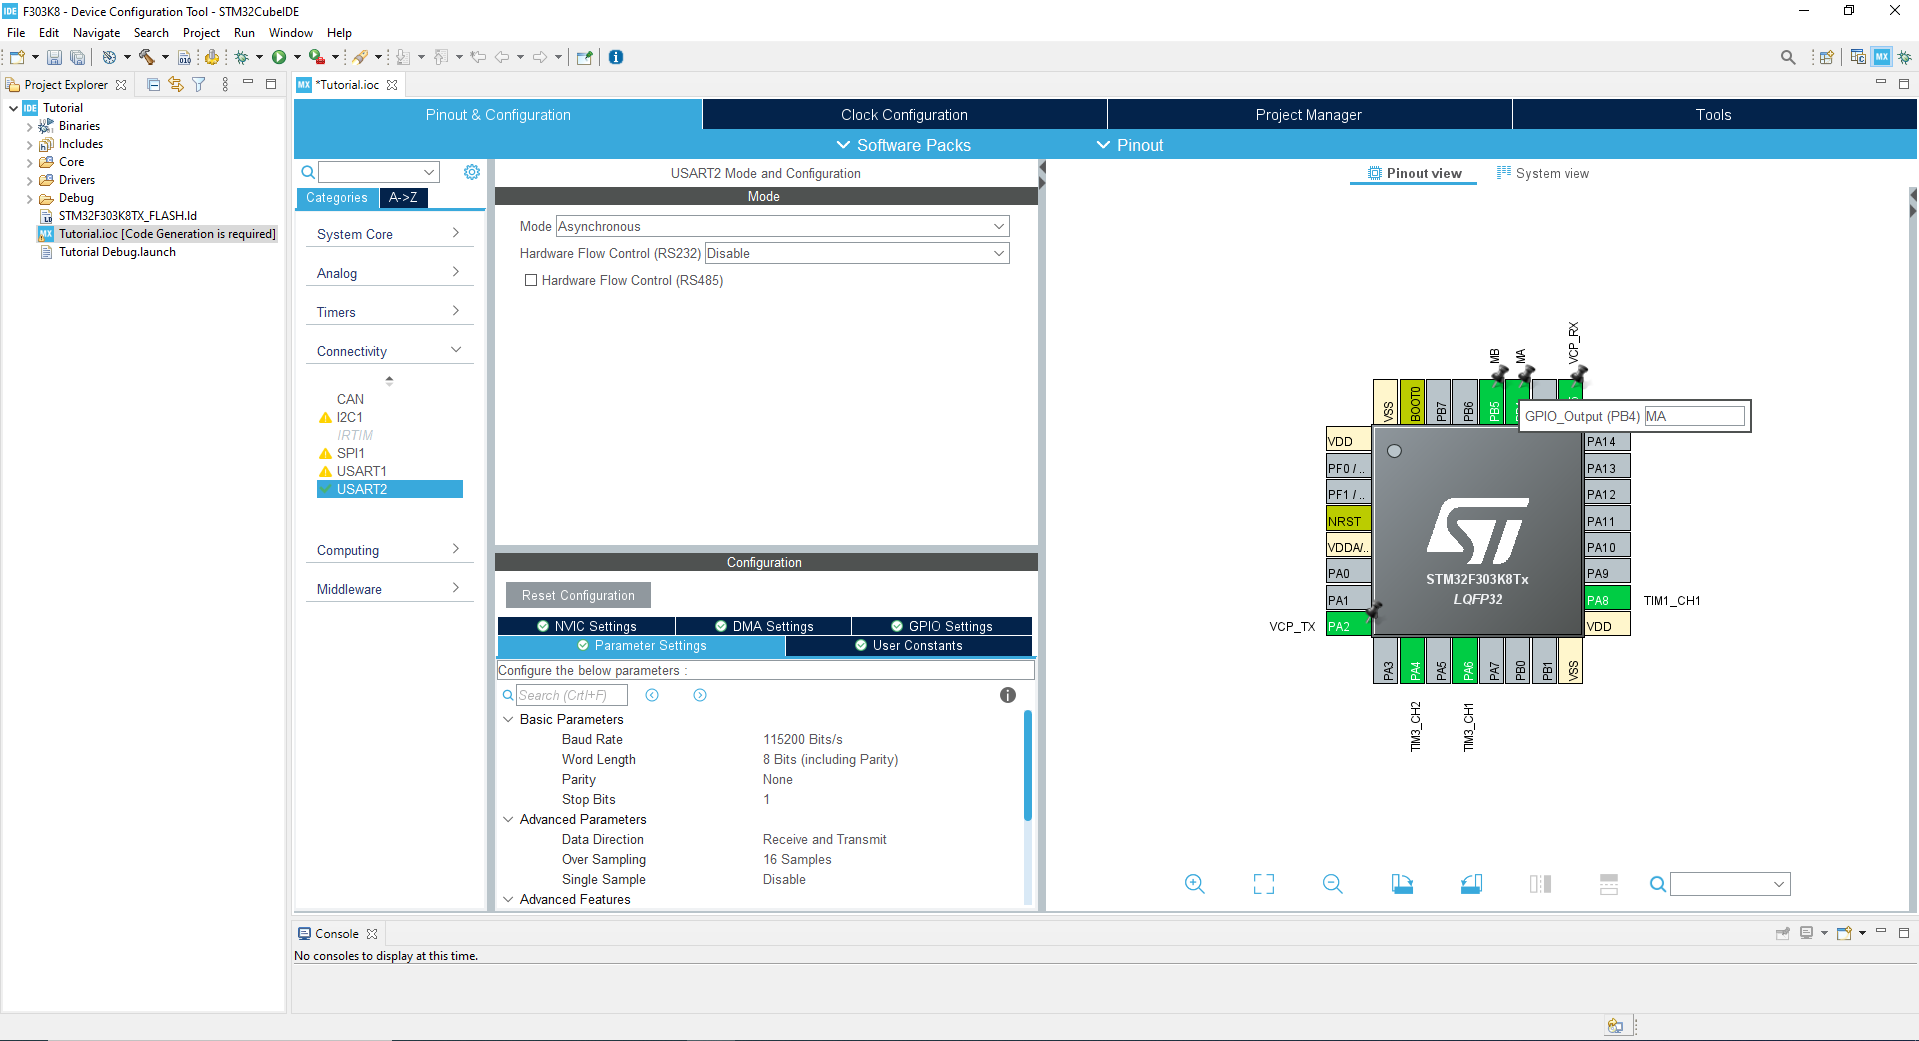 IDE F303K8 - Device Configuration Tool - STM32CubeIDE
File Edit Navigate Search Project Run Window Help
010
MX
Project Explorer
MX *Tutorial.ioc
IDE Tutorial
Binaries
Includes
Core
Drivers
Debug
STM32F303K8TX_FLASH.ld
MX Tutorial.ioc [Code Generation is required]
Tutorial Debug.launch
Pinout & Configuration
Clock Configuration
Project Manager
Tools
Software Packs
Pinout
Categories
A->Z
System Core
Analog
Timers
Connectivity
CAN
I2C1
IRTIM
SPI1
USART1
USART2
Computing
Middleware
USART2 Mode and Configuration
Mode
Mode Asynchronous
Hardware Flow Control (RS232) Disable
Hardware Flow Control (RS485)
Configuration
Reset Configuration
NVIC Settings
DMA Settings
GPIO Settings
Parameter Settings
User Constants
Configure the below parameters :
Search (Crtl+F)
Basic Parameters
Baud Rate 115200 Bits/s
Word Length 8 Bits (including Parity)
Parity None
Stop Bits 1
Advanced Parameters
Data Direction Receive and Transmit
Over Sampling 16 Samples
Single Sample Disable
Advanced Features
Pinout view
System view
MB
MA
VCP_RX
VSS
BOOT0
PB7
PB6
PB5
GPIO_Output (PB4) MA
VDD
PF0 / ..
PF1 / ..
NRST
VDDA/..
PA0
PA1
VCP_TX PA2
ST
STM32F303K8Tx
LQFP32
PA14
PA13
PA12
PA11
PA10
PA9
PA8 TIM1_CH1
VDD
PA3
PA4
PA5
PA6
PA7
PB0
PB1
VSS
TIM3_CH2
TIM3_CH1
Console
No consoles to display at this time.